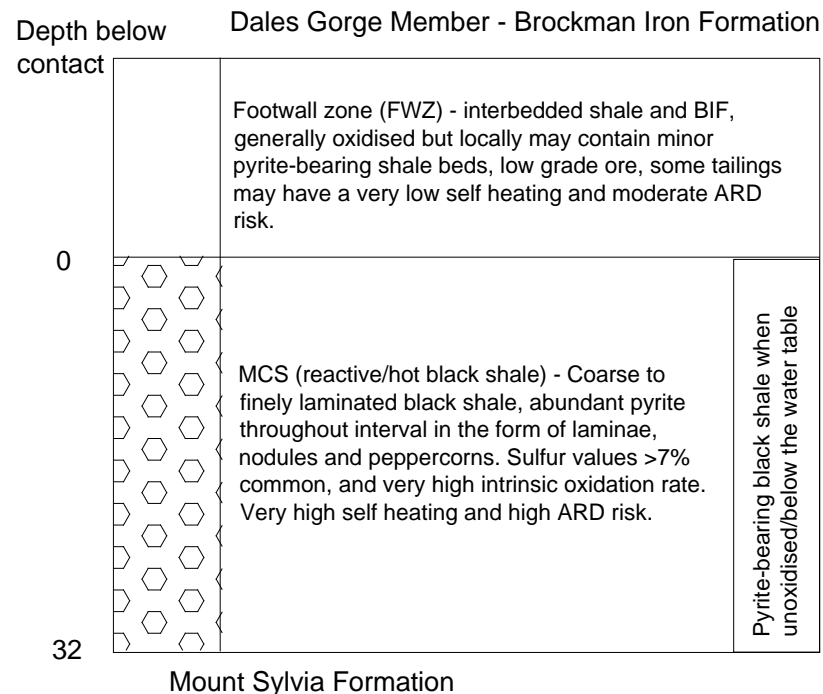 Dales Gorge Member - Brockman Iron Formation
Depth below
contact
Footwall zone (FWZ) - interbedded shale and BIF,
generally oxidised but locally may contain minor
pyrite-bearing shale beds, low grade ore, some tailings
may have a very low self heating and moderate ARD
risk.
0
MCS (reactive/hot black shale) - Coarse to
finely laminated black shale, abundant pyrite
throughout interval in the form of laminae,
nodules and peppercorns. Sulfur values >7%
common, and very high intrinsic oxidation rate.
Very high self heating and high ARD risk.
Pyrite-bearing black shale when
unoxidised/below the water table
32
Mount Sylvia Formation